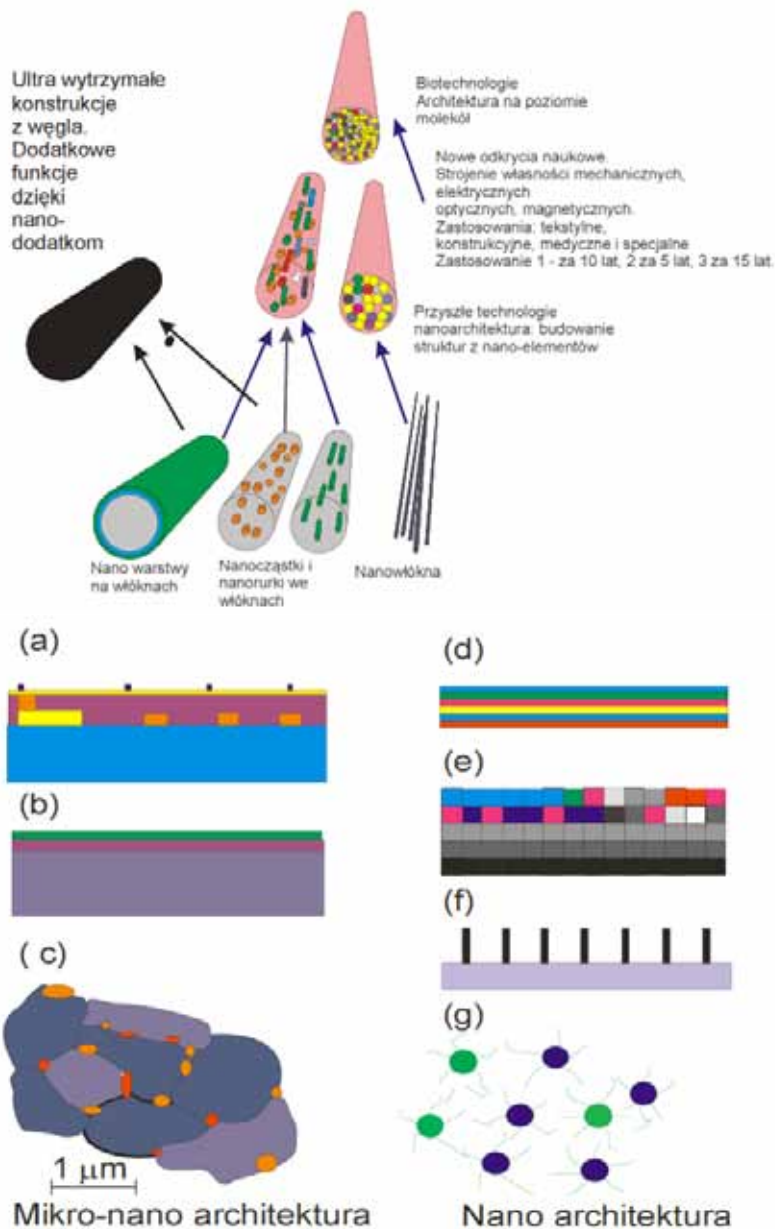 Ultra wytrzymałe
konstrukcje
z węgla.
Dodatkowe
funkcje
dzięki
nano-
dodatkom
Biotechnologie
Architektura na poziomie
molekół
Nowe odkrycia naukowe.
Strojenie własności mechanicznych,
elektrycznych
optycznych, magnetycznych.
Zastosowania: tekstylne,
konstrukcyjne, medyczne i specjalne
Zastosowanie 1 - za 10 lat, 2 za 5 lat, 3 za 15 lat.
Przyszłe technologie
nanoarchitektura: budowanie
struktur z nano-elementów
Nano warstwy
na włóknach
Nanocząstki i
nanorurki we
włóknach
Nanowłókna
(a)
(b)
( c)
1 μm
Mikro-nano architektura
(d)
(e)
(f)
(g)
Nano architektura